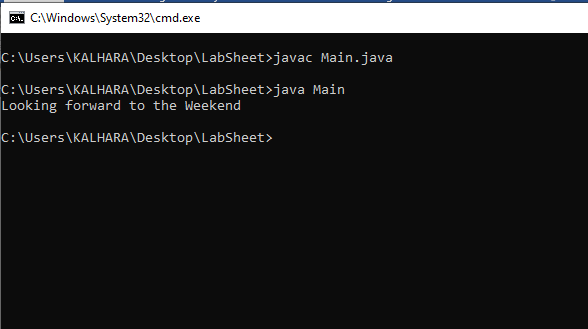 C:\Windows\System32\cmd.exe
C:\Users\KALHARA\Desktop\LabSheet>javac Main.java
C:\Users\KALHARA\Desktop\LabSheet>java Main
Looking forward to the Weekend
C:\Users\KALHARA\Desktop\LabSheet>